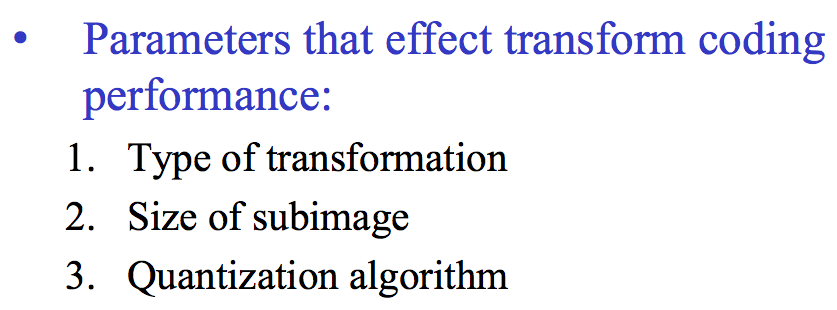 • Parameters that effect transform coding
performance:
1. Type of transformation
2. Size of subimage
3. Quantization algorithm